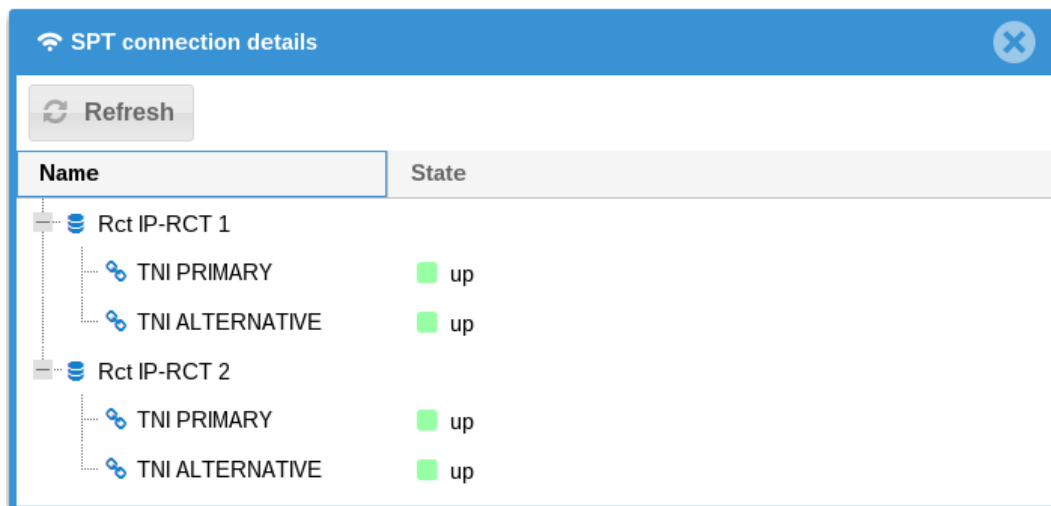 SPT connection details
Refresh
Name State
Rct IP-RCT 1
TNI PRIMARY up
TNI ALTERNATIVE up
Rct IP-RCT 2
TNI PRIMARY up
TNI ALTERNATIVE up